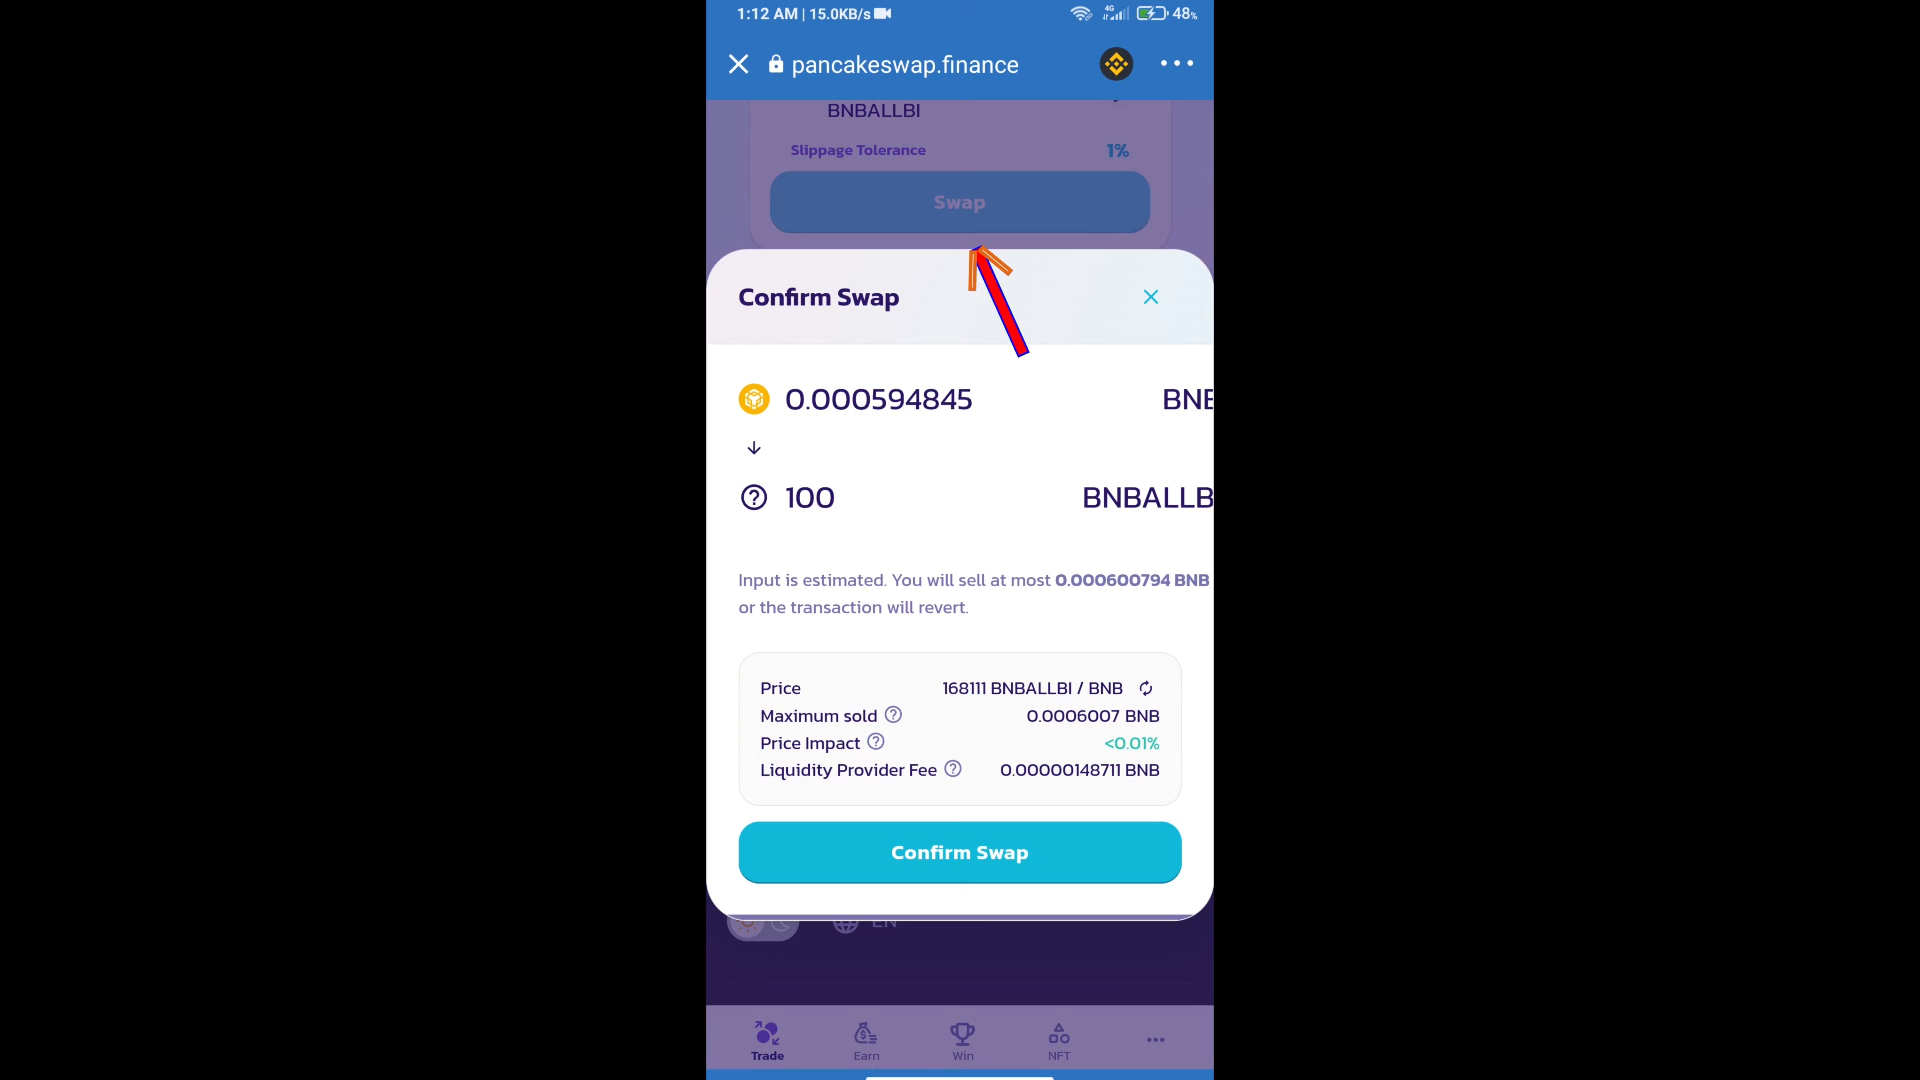 1:12 AM | 15.0KB/s 4G 48%
pancakeswap.finance
BNBALLBI
Slippage Tolerance 1%
Swap
Confirm Swap
0.000594845 BNB
100 BNBALLB
Input is estimated. You will sell at most 0.000600794 BNB
or the transaction will revert.
Price 168111 BNBALLBI / BNB
Maximum sold 0.0006007 BNB
Price Impact <0.01%
Liquidity Provider Fee 0.00000148711 BNB
Confirm Swap
EN
Trade Earn Win NFT